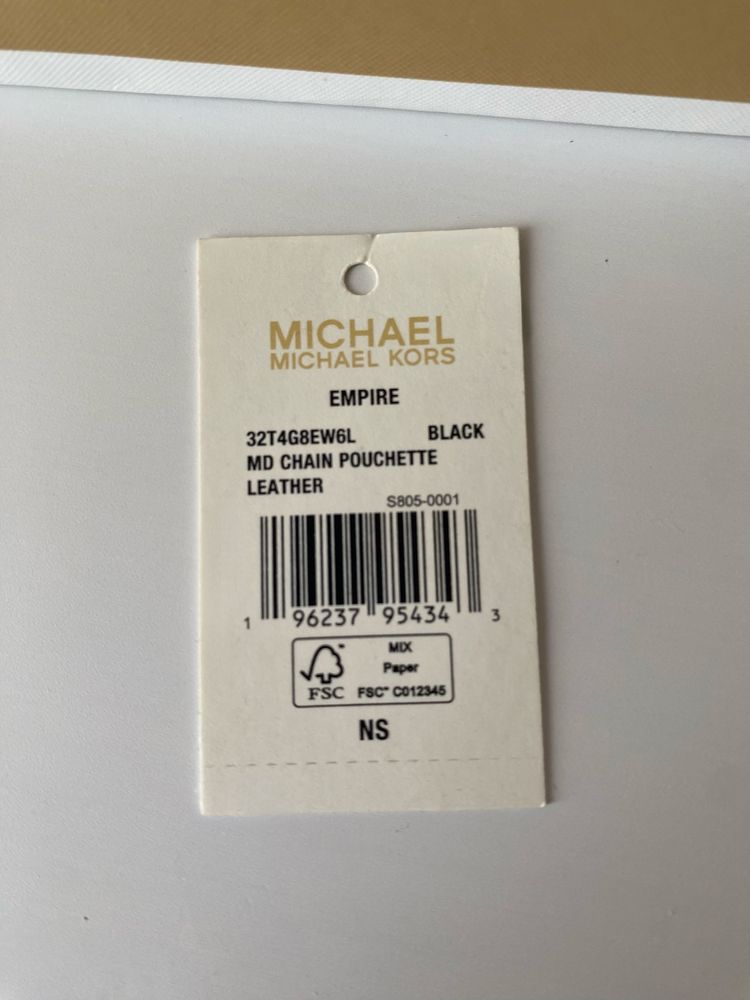 MICHAEL
MICHAEL KORS
EMPIRE
32T4G8EW6L BLACK
MD CHAIN POUCHETTE
LEATHER
S805-0001
1 96237 95434 3
MIX
Paper
FSC™ C012345
FSC
NS